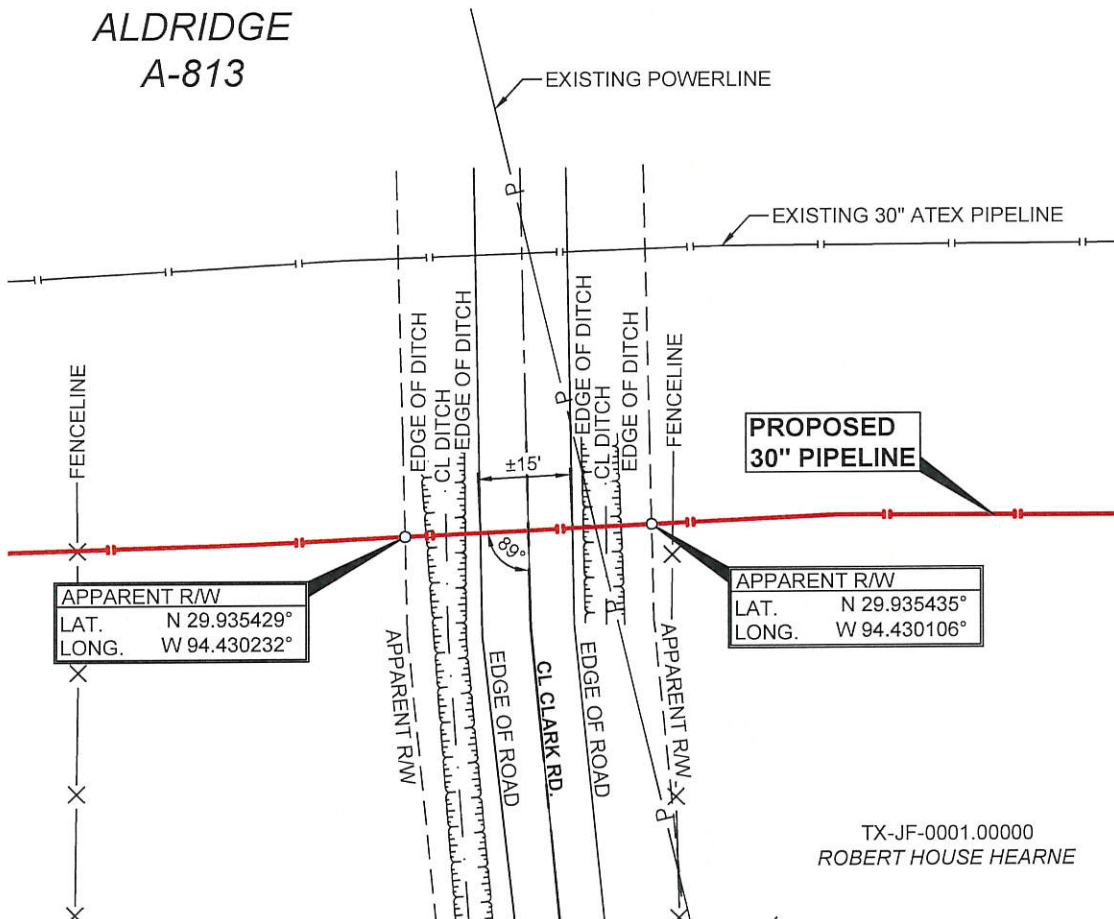 ALDRIDGE
A-813
EXISTING POWERLINE
P
EXISTING 30" ATEX PIPELINE
FENCELINE
EDGE OF DITCH
CL DITCH
EDGE OF DITCH
±15'
P
EDGE OF DITCH
CL DITCH
EDGE OF DITCH
FENCELINE
PROPOSED
30" PIPELINE
89°
APPARENT R/W
LAT. N 29.935429°
LONG. W 94.430232°
P
APPARENT R/W
LAT. N 29.935435°
LONG. W 94.430106°
APPARENT R/W
EDGE OF ROAD
CL CLARK RD.
EDGE OF ROAD
APPARENT R/W
P
TX-JF-0001.00000
ROBERT HOUSE HEARNE